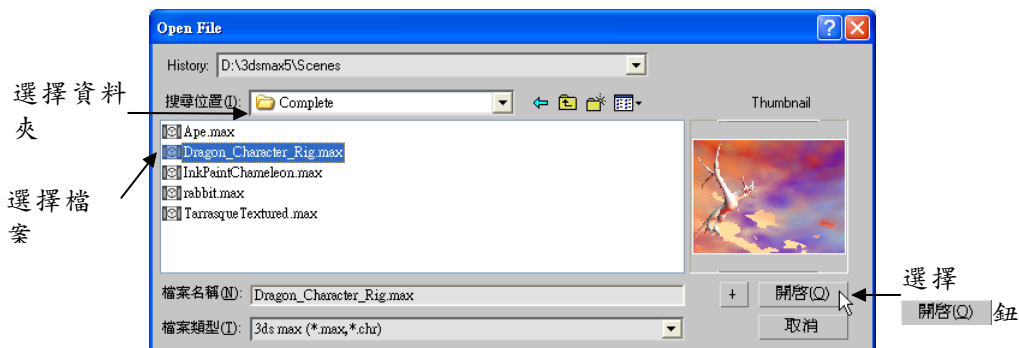 Open File
History: D:\3dsmax5\Scenes
搜尋位置(I): Complete
Thumbnail
選擇資料
夾
Ape.max
Dragon_Character_Rig.max
InkPaintChameleon.max
rabbit.max
TarrasqueTextured.max
選擇檔
案
檔案名稱(N): Dragon_Character_Rig.max
+ 開啓(O)
檔案類型(T): 3ds max (*.max,*.chr)
取消
選擇
開啓(O) 鈕